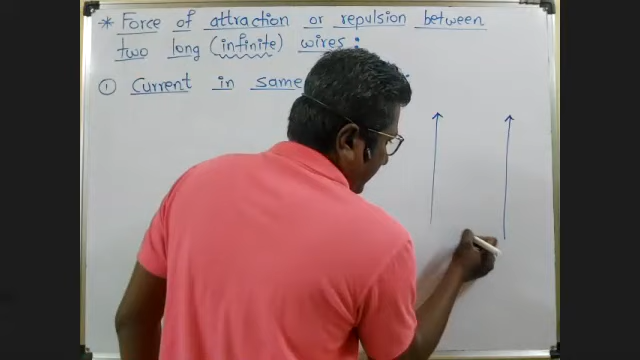 * Force of attraction or repulsion between
two long (infinite) wires :
① Current in same